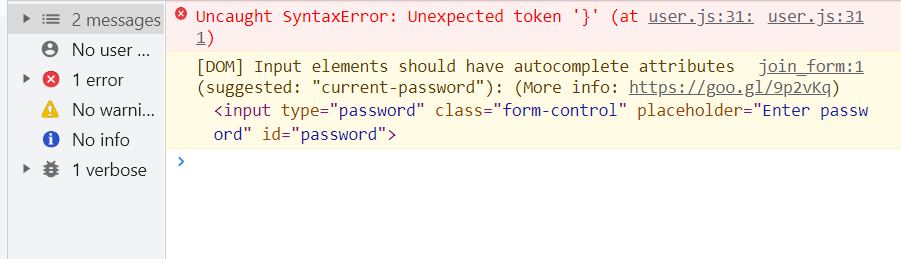 2 messages
No user ...
1 error
No warni...
No info
1 verbose
Uncaught SyntaxError: Unexpected token '}' (at user.js:31: user.js:31
1)
[DOM] Input elements should have autocomplete attributes join_form:1
(suggested: "current-password"): (More info: https://goo.gl/9p2vKq)
<input type="password" class="form-control" placeholder="Enter passw
ord" id="password">